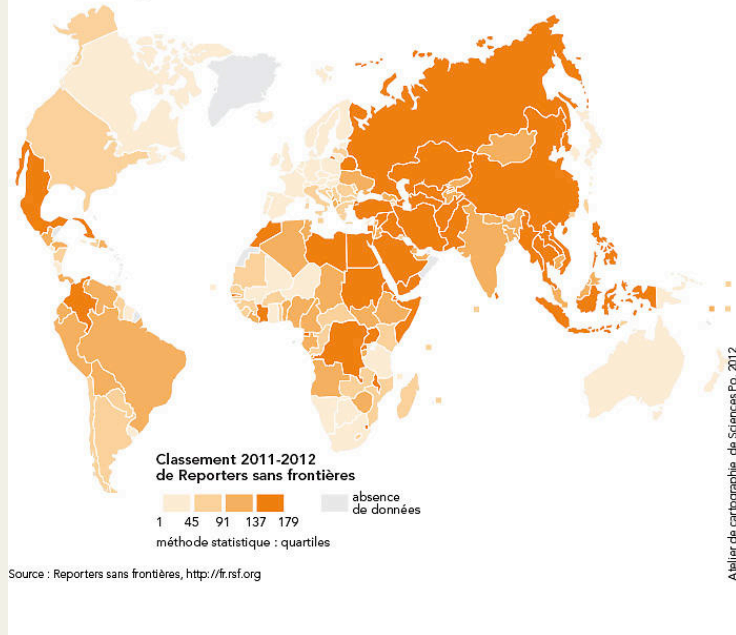 Classement 2011-2012
de Reporters sans frontières
1 45 91 137 179
absence
de données
méthode statistique : quartiles
Source : Reporters sans frontières, http://fr.rsf.org
Atelier de cartographie de Sciences Po, 2012